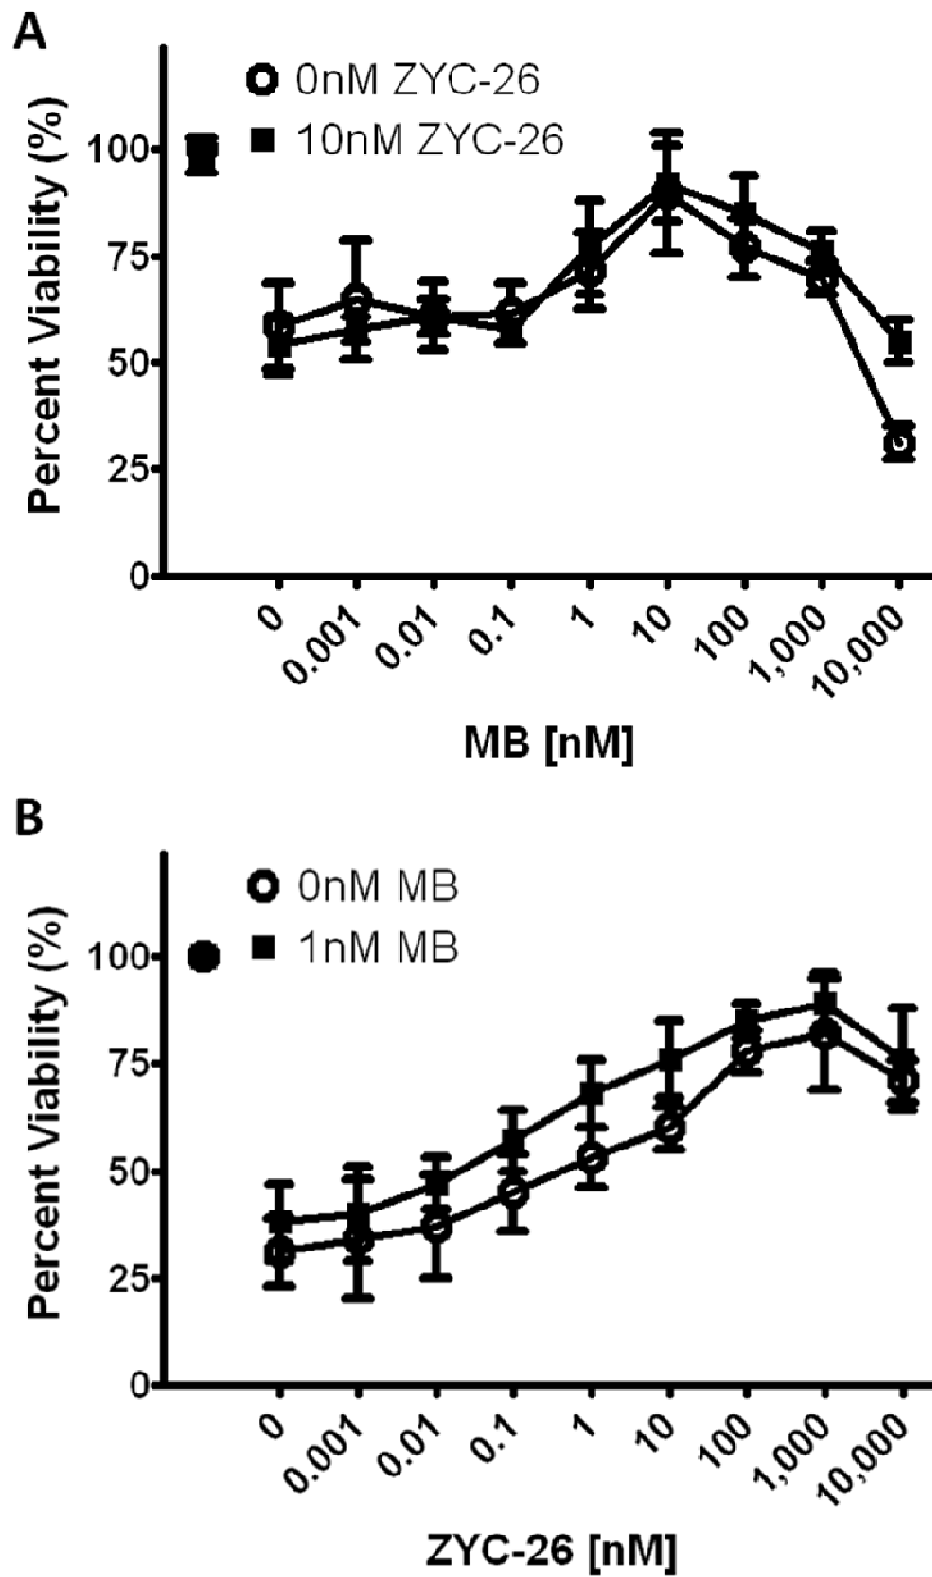 A
0nM ZYC-26
10nM ZYC-26
Percent Viability (%)
100
75
50
25
0
0
0.001
0.01
0.1
1
10
100
1,000
10,000
MB [nM]
B
0nM MB
1nM MB
Percent Viability (%)
100
75
50
25
0
0
0.001
0.01
0.1
1
10
100
1,000
10,000
ZYC-26 [nM]